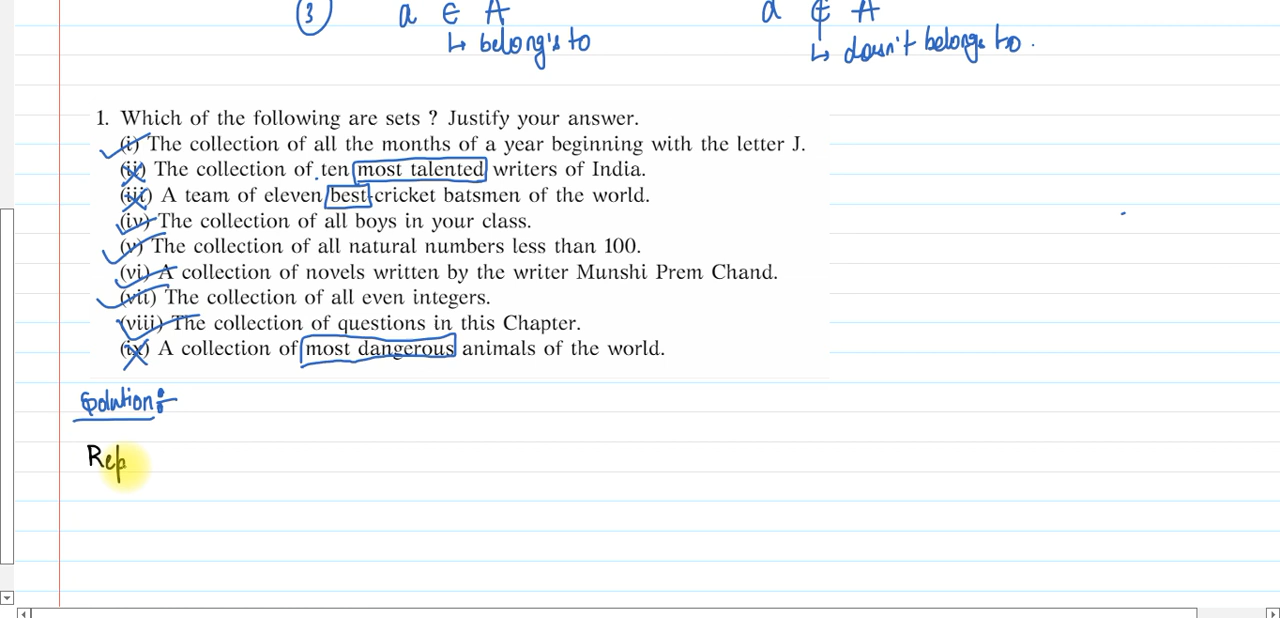 ③ a ∈ A a ∉ A
↳ belong's to ↳ doesn't belongs to.
1. Which of the following are sets ? Justify your answer.
(i) The collection of all the months of a year beginning with the letter J.
(ii) The collection of ten most talented writers of India.
(iii) A team of eleven best cricket batsmen of the world.
(iv) The collection of all boys in your class.
(v) The collection of all natural numbers less than 100.
(vi) A collection of novels written by the writer Munshi Prem Chand.
(vii) The collection of all even integers.
(viii) The collection of questions in this Chapter.
(ix) A collection of most dangerous animals of the world.
Solution:-
Rep